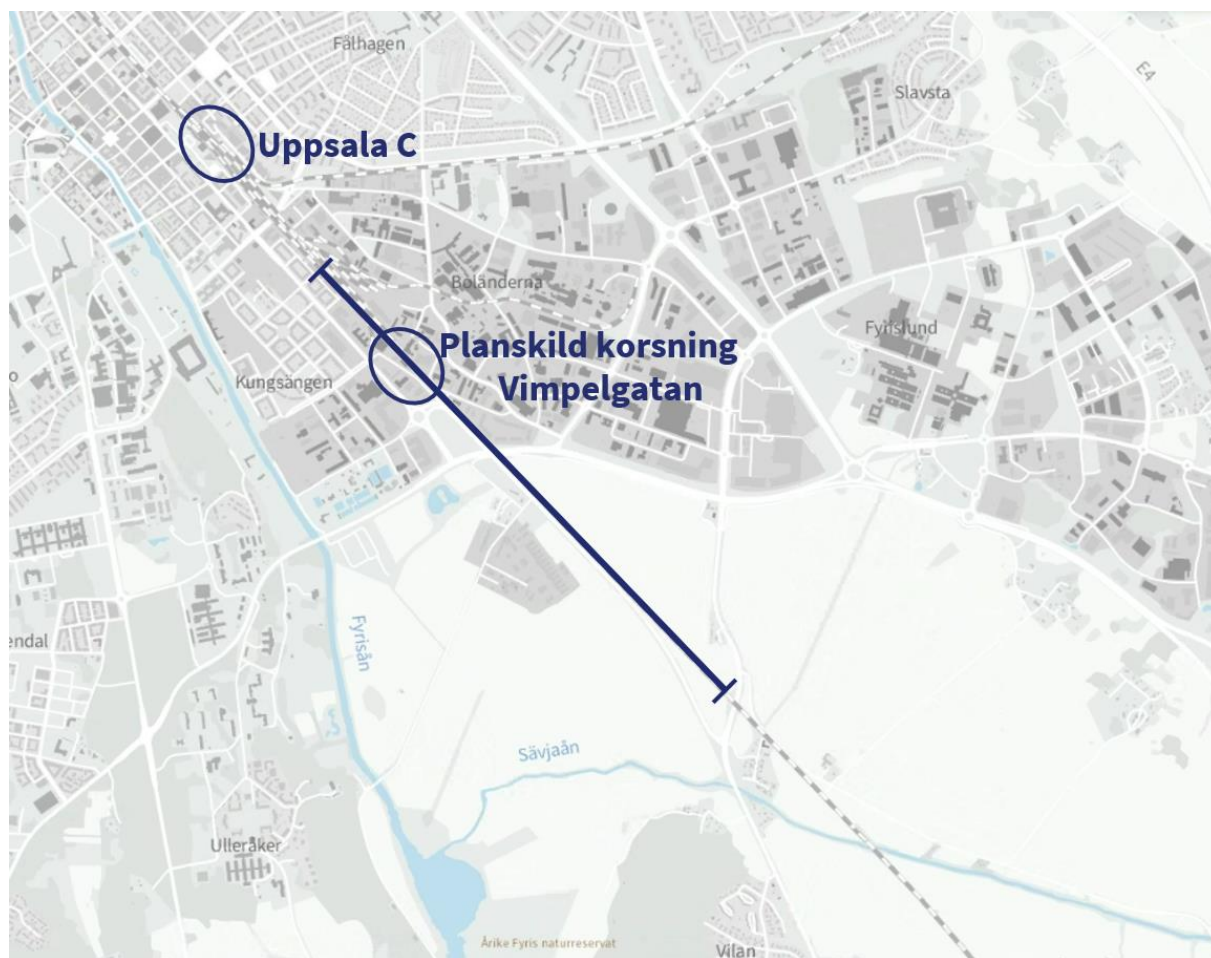 Fålhagen
E4
Slavsta
Uppsala C
Boländerna
Fyrislund
Planskild korsning
Vimpelgatan
Kungsängen
Fyrisån
endal
Sävjaån
Ulleråker
Årike Fyris naturreservat
Vilan